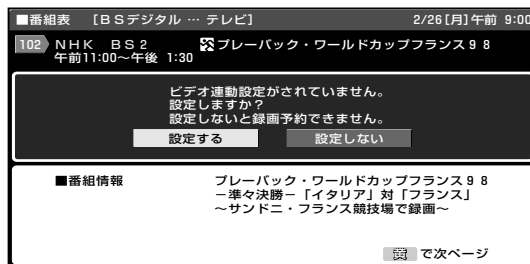 ■番組表 [BSデジタル … テレビ] 2/26[月]午前 9:00
102 NHK BS2 プレーバック・ワールドカップフランス98
午前11:00～午後 1:30
ビデオ連動設定がされていません。
設定しますか？
設定しないと録画予約できません。
設定する 設定しない
■番組情報 プレーバック・ワールドカップフランス98
－準々決勝－「イタリア」対「フランス」
～サンドニ・フランス競技場で録画～
黄 で次ページ